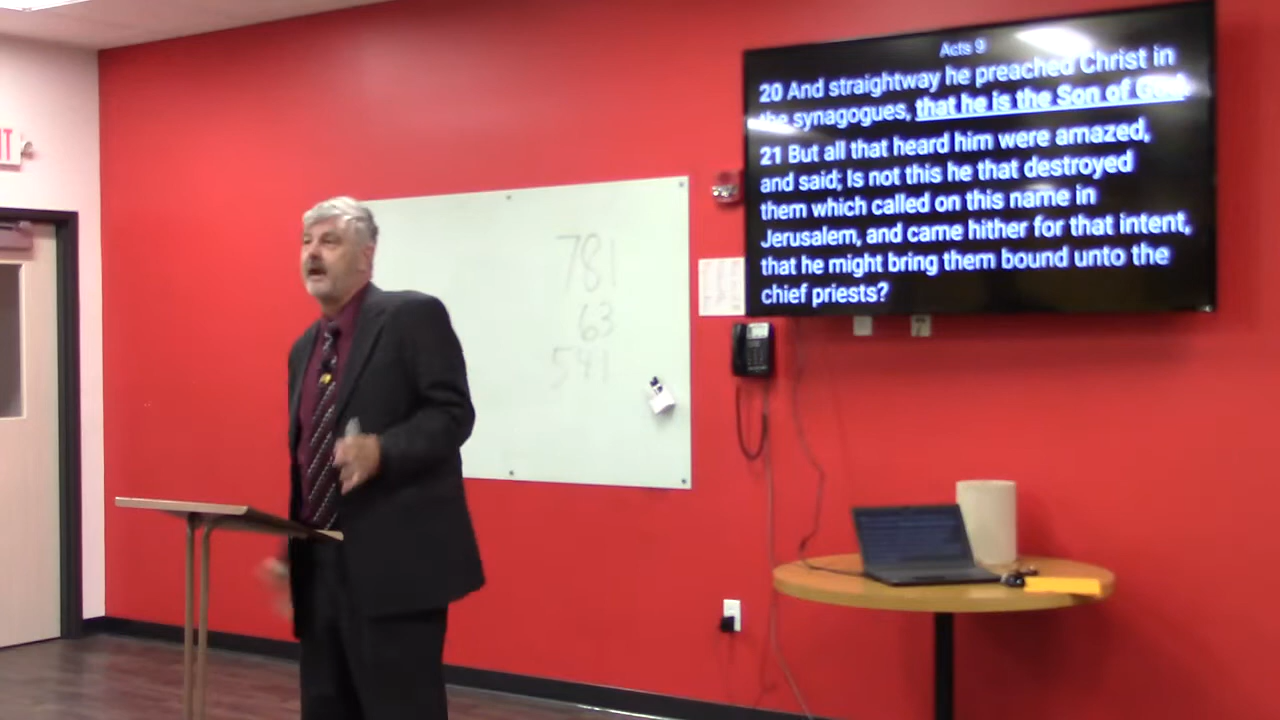 Acts 9
20 And straightway he preached Christ in
the synagogues, that he is the Son of God.
21 But all that heard him were amazed,
and said; Is not this he that destroyed
them which called on this name in
Jerusalem, and came hither for that intent,
that he might bring them bound unto the
chief priests?
781
63
541
IT